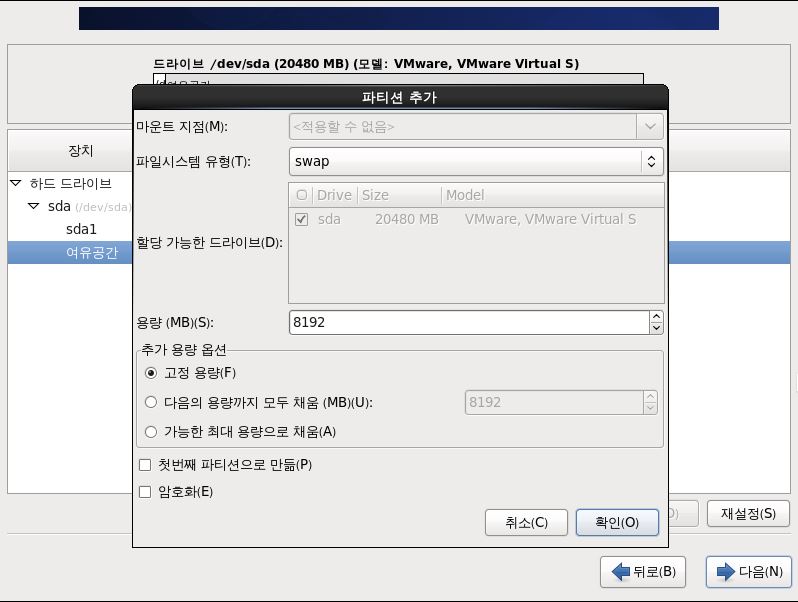 드라이브 /dev/sda (20480 MB) (모델: VMware, VMware Virtual S)
파티션 추가
마운트 지점(M):
<적용할 수 없음>
파일시스템 유형(T):
swap
장치
하드 드라이브
sda (/dev/sda)
sda1
여유공간
할당 가능한 드라이브(D):
Drive Size Model
sda 20480 MB VMware, VMware Virtual S
용량 (MB)(S):
8192
추가 용량 옵션
고정 용량(F)
다음의 용량까지 모두 채움 (MB)(U):
8192
가능한 최대 용량으로 채움(A)
첫번째 파티션으로 만듦(P)
암호화(E)
취소(C)
확인(O)
재설정(S)
뒤로(B)
다음(N)